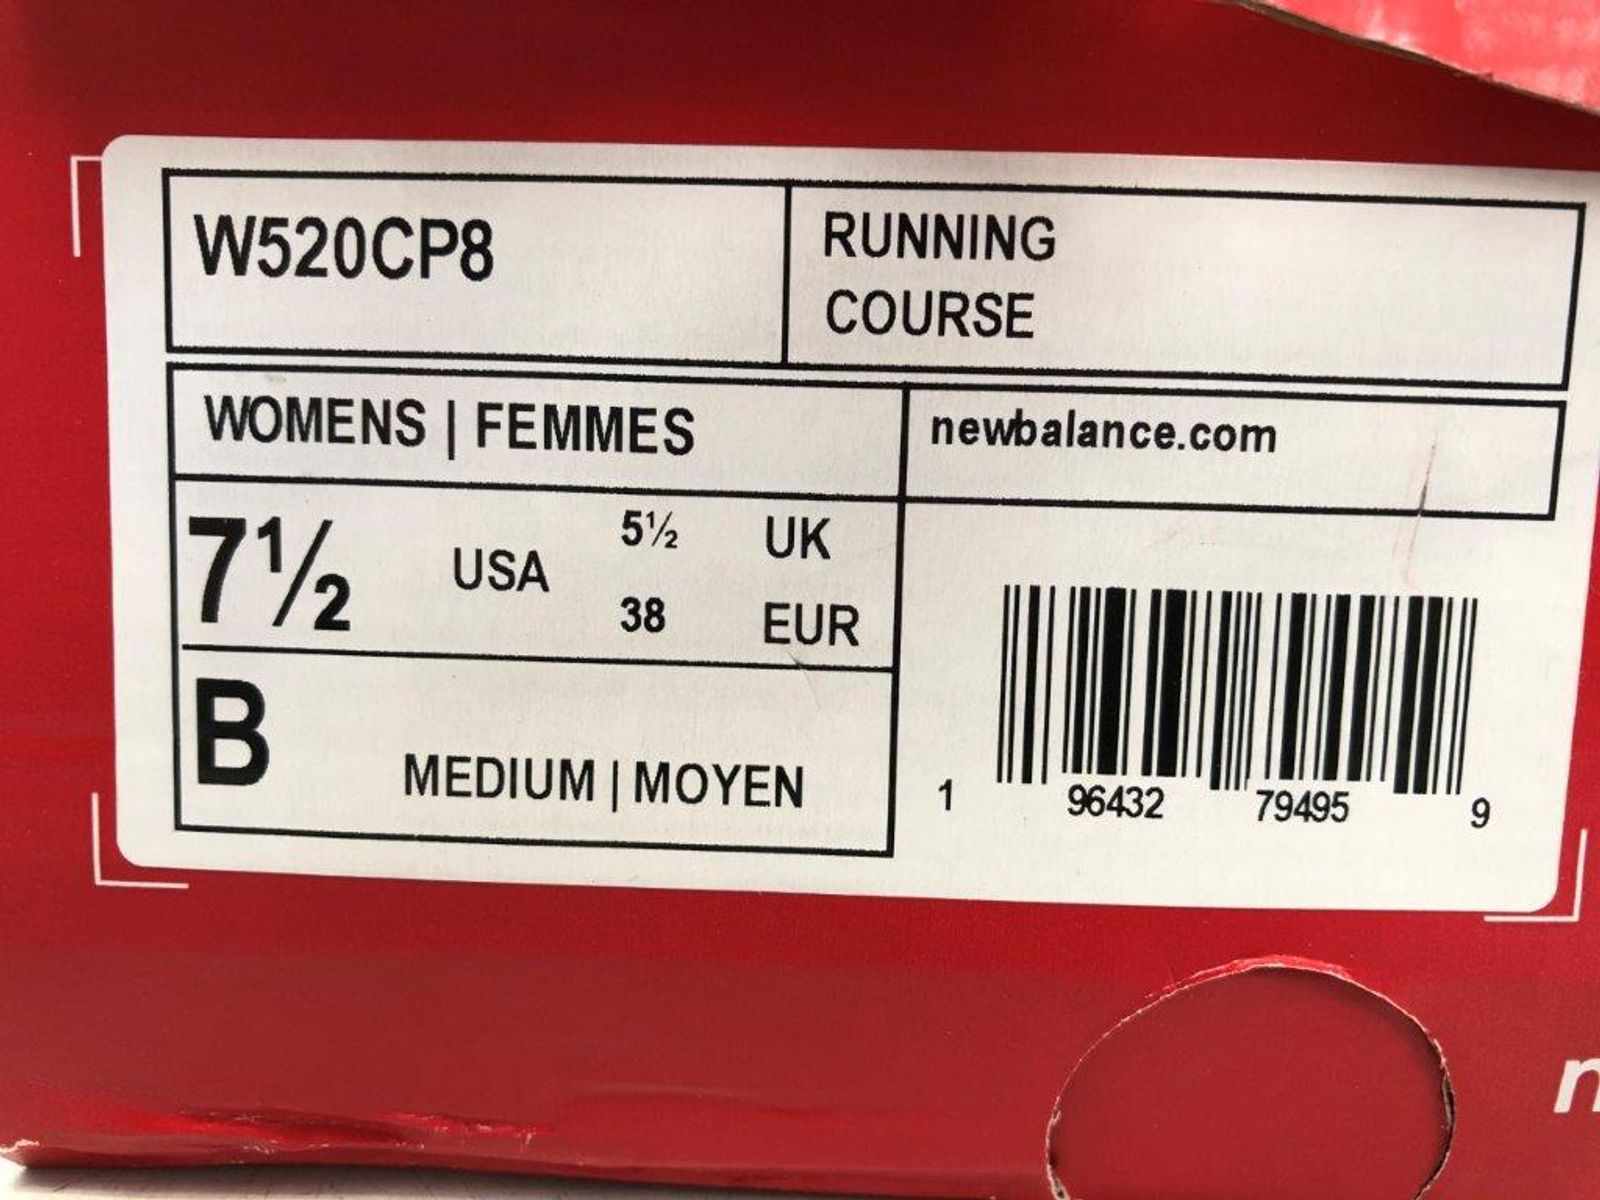 W520CP8
RUNNING
COURSE
WOMENS | FEMMES
newbalance.com
7½ USA
5½ UK
38 EUR
B
MEDIUM | MOYEN
1 96432 79495 9